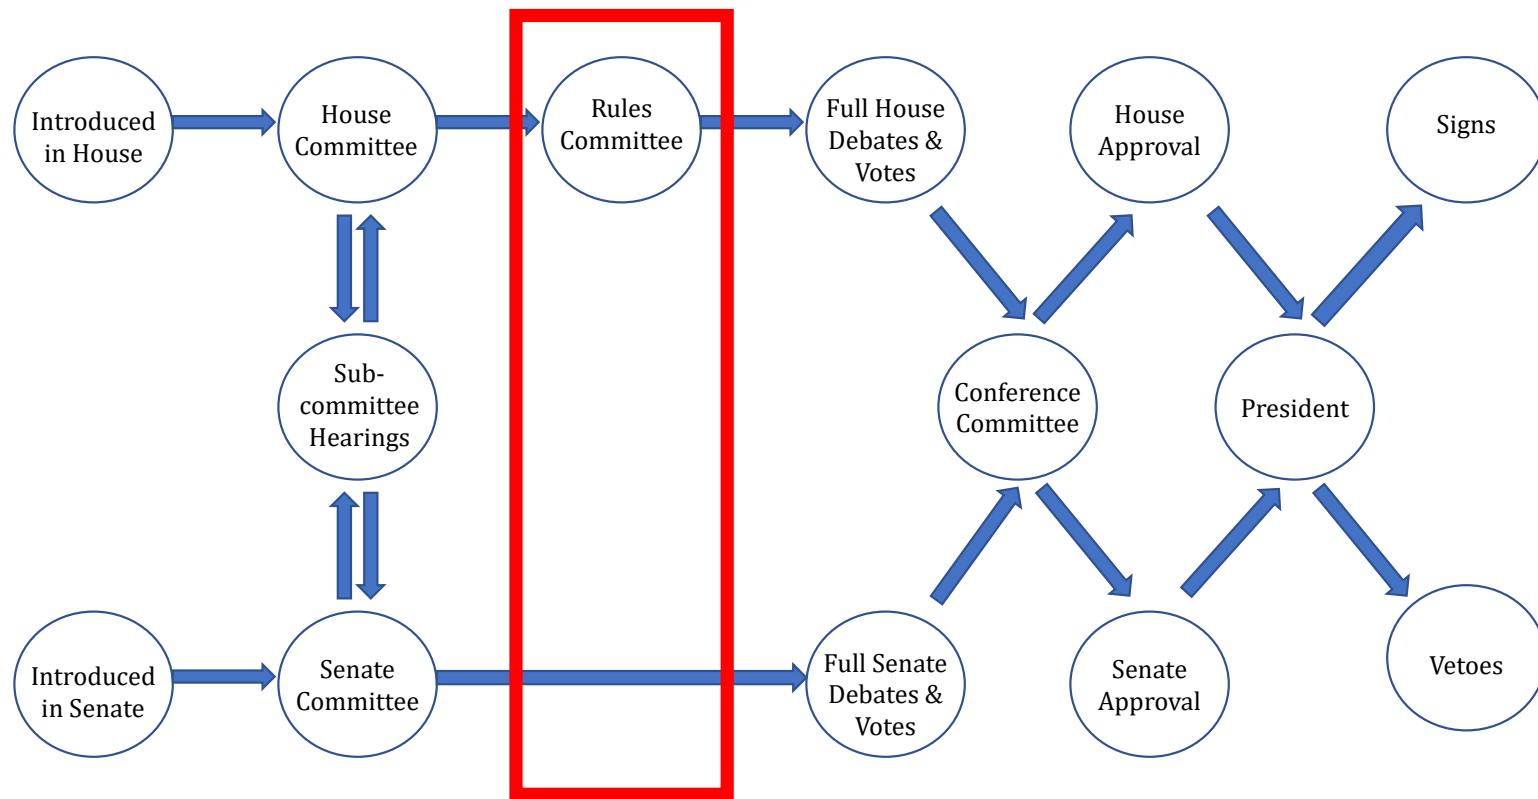 Introduced
in House
House
Committee
Rules
Committee
Full House
Debates &
Votes
House
Approval
Signs
Sub-
committee
Hearings
Conference
Committee
President
Introduced
in Senate
Senate
Committee
Full Senate
Debates &
Votes
Senate
Approval
Vetoes